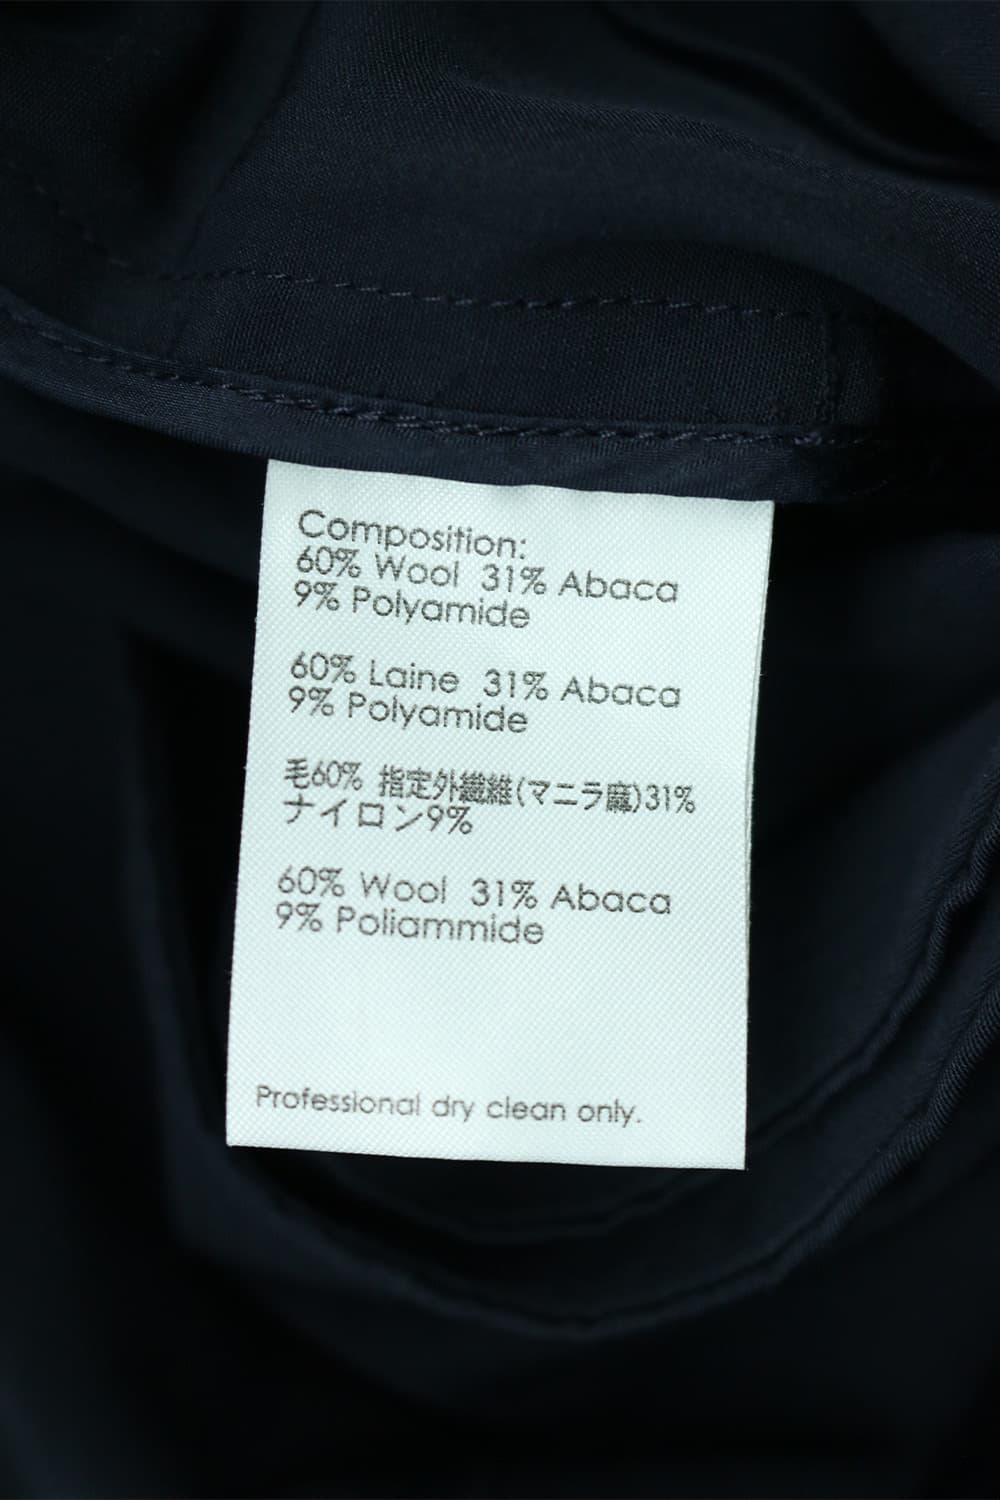 Composition:
60% Wool 31% Abaca
9% Polyamide
60% Laine 31% Abaca
9% Polyamide
毛60% 指定外繊維(マニラ麻)31%
ナイロン9%
60% Wool 31% Abaca
9% Poliammide
Professional dry clean only.